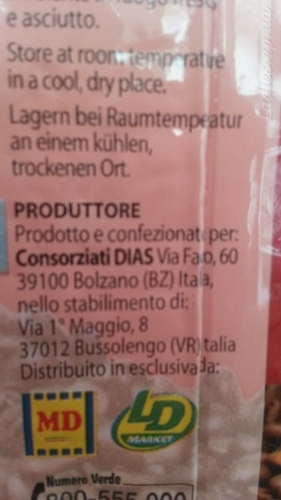 e asciutto.
Store at room temperature
in a cool, dry place.
Lagern bei Raumtemperatur
an einem kühlen,
trockenen Ort.
PRODUTTORE
Prodotto e confezionato per:
Consorziati DIAS Via 60
39100 Bolzano (BZ) Italia,
nello stabilimento di:
Via 1° Maggio, 8
37012 Bussolengo (VR) Italia
Distribuito in esclusiva da:
MD
LD
MARKET
Numero Verde